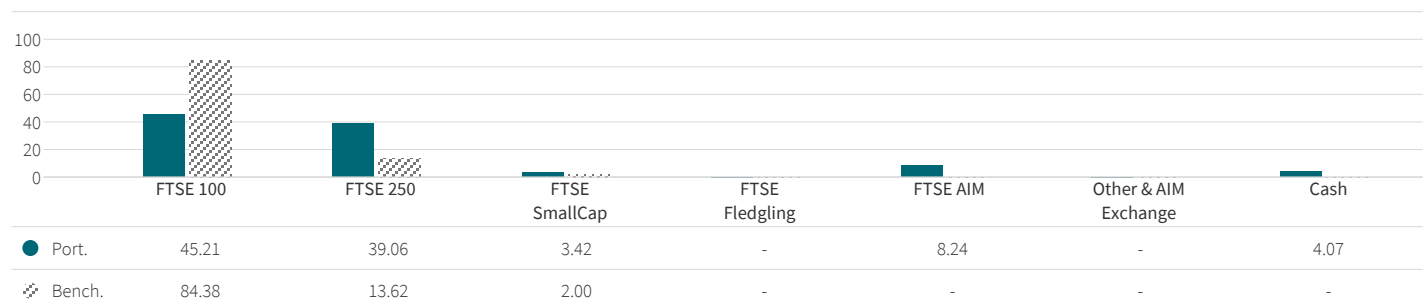 100
80
60
40
20
0
FTSE 100 FTSE 250 FTSE FTSE FTSE AIM Other & AIM Cash
SmallCap Fledgling Exchange
Port. 45.21 39.06 3.42 - 8.24 - 4.07
Bench. 84.38 13.62 2.00 - - - -